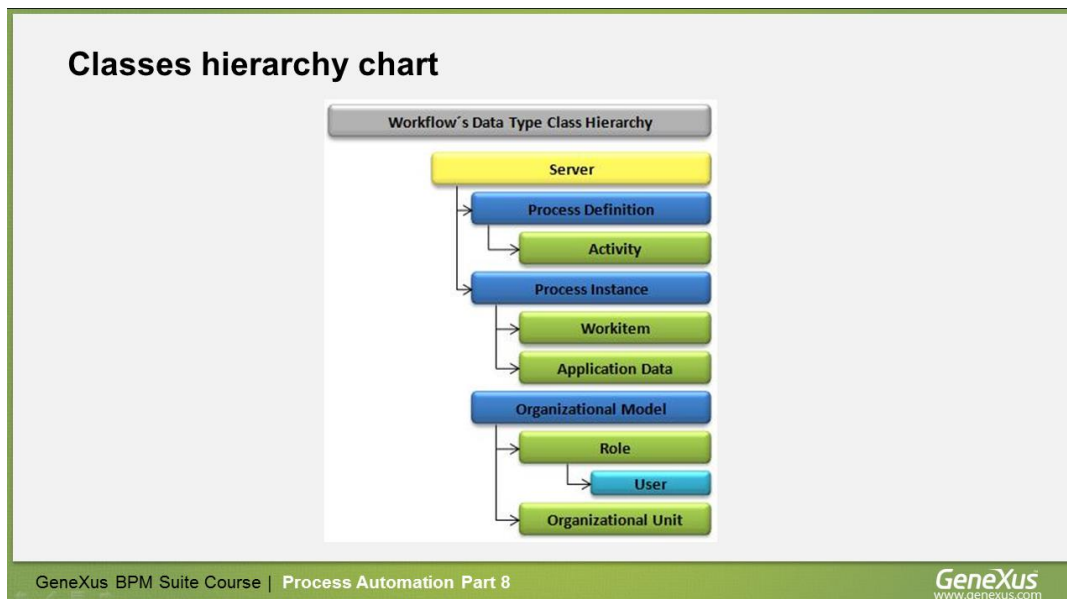 Classes hierarchy chart
Workflow´s Data Type Class Hierarchy
Server
Process Definition
Activity
Process Instance
Workitem
Application Data
Organizational Model
Role
User
Organizational Unit
GeneXus BPM Suite Course | Process Automation Part 8
GeneXus
www.genexus.com